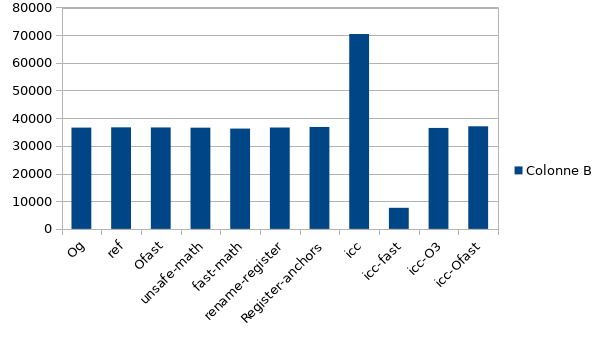 80000
70000
60000
50000
40000
30000
20000
10000
0
Og
ref
Ofast
unsafe-math
fast-math
rename-register
Register-anchors
icc
icc-fast
icc-O3
icc-Ofast
Colonne B